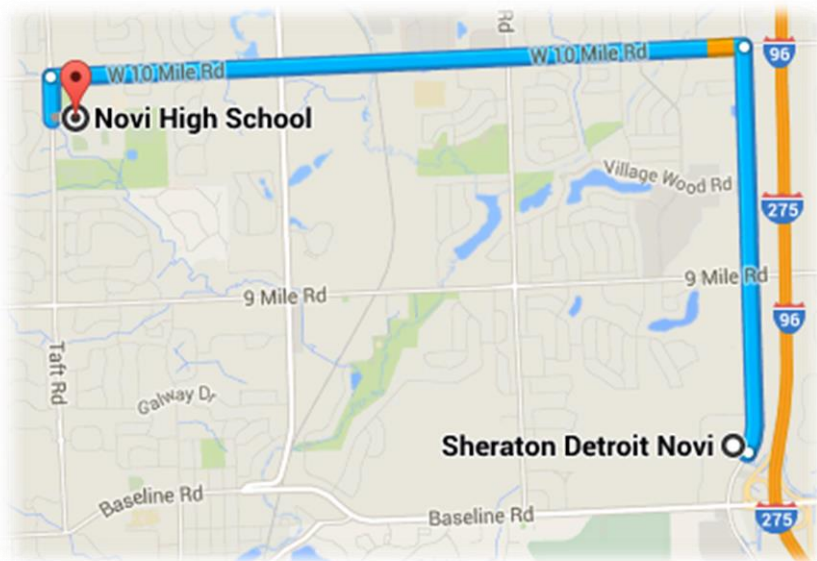 Rd
W 10 Mile Rd
W 10 Mile Rd
96
Novi High School
Village Wood Rd
275
9 Mile Rd
9 Mile Rd
96
Taft Rd
Galway Dr
Sheraton Detroit Novi
Baseline Rd
Baseline Rd
275